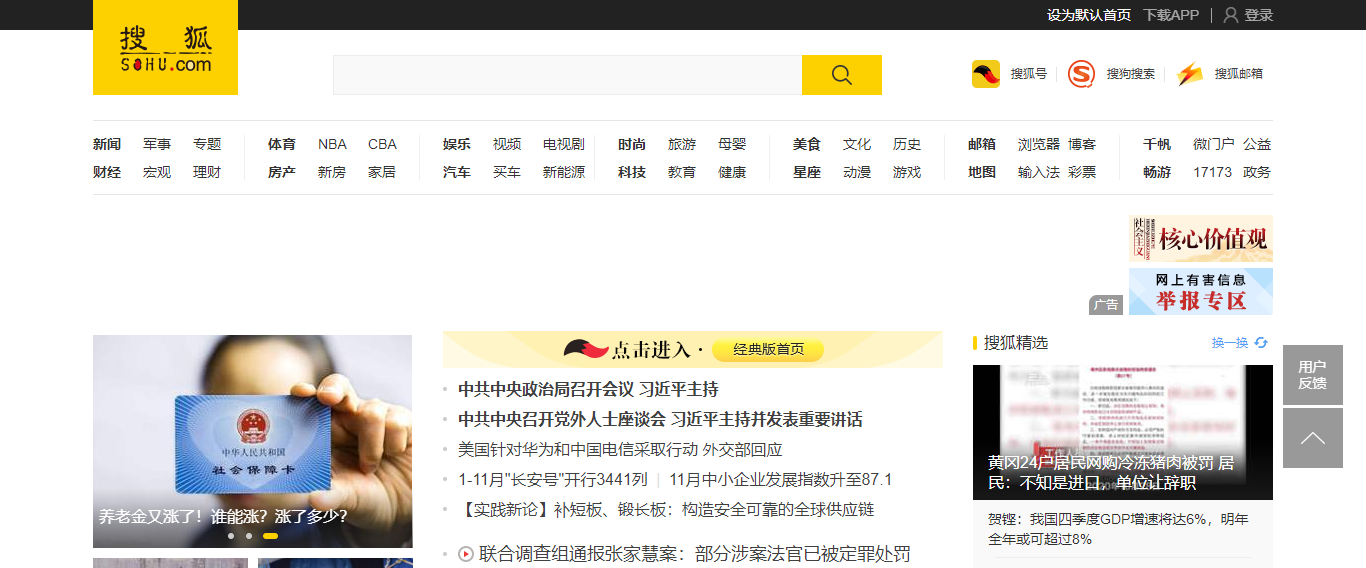 设为默认首页 下载APP 登录
搜狐
SOHU.com
搜狐号 搜狗搜索 搜狐邮箱
新闻 军事 专题 体育 NBA CBA 娱乐 视频 电视剧 时尚 旅游 母婴 美食 文化 历史 邮箱 浏览器 博客 千帆 微门户 公益
财经 宏观 理财 房产 新房 家居 汽车 买车 新能源 科技 教育 健康 星座 动漫 游戏 地图 输入法 彩票 畅游 17173 政务
社会主义 核心价值观
网上有害信息
举报专区
广告
点击进入· 经典版首页
中共中央政治局召开会议 习近平主持
中共中央召开党外人士座谈会 习近平主持并发表重要讲话
美国针对华为和中国电信采取行动 外交部回应
1-11月"长安号"开行3441列 11月中小企业发展指数升至87.1
【实践新论】补短板、锻长板：构造安全可靠的全球供应链
联合调查组通报张家慧案：部分涉案法官已被定罪处罚
中华人民共和国
社会保障卡
养老金又涨了！谁能涨？涨了多少？
搜狐精选 换一换
黄冈24户居民网购冷冻猪肉被罚 居
民：不知是进口，单位让辞职
贺铿：我国四季度GDP增速将达6%，明年
全年或可超过8%
用户
反馈